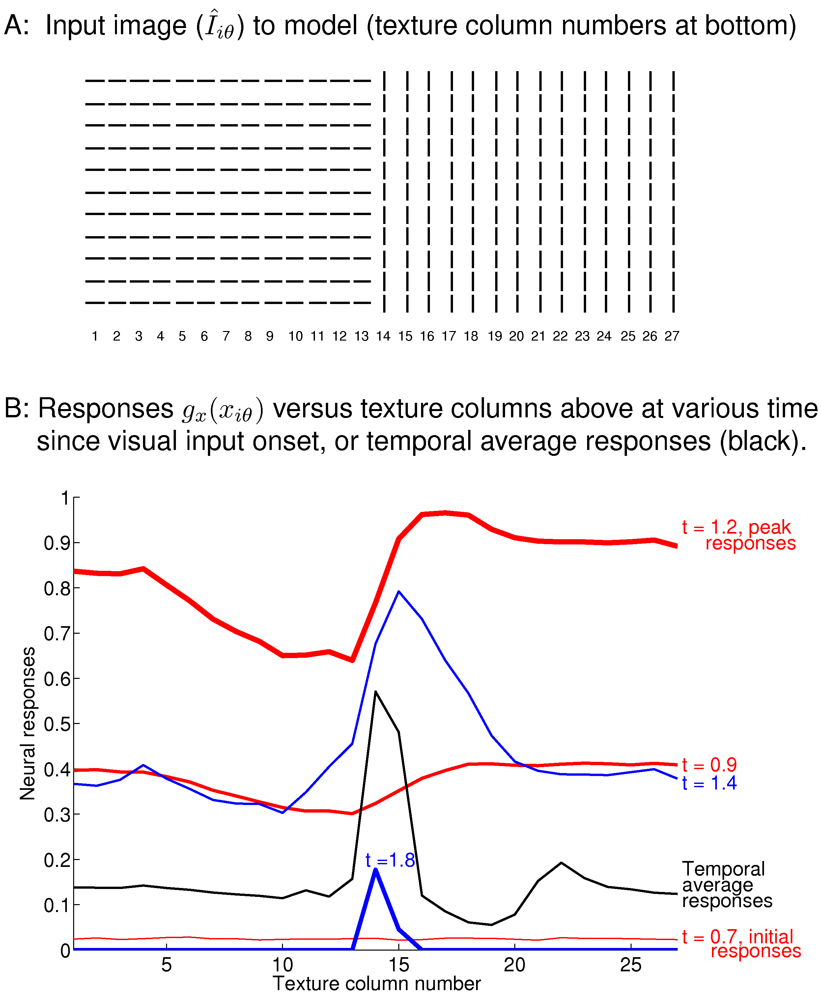 A: Input image (Îiθ) to model (texture column numbers at bottom)
1 2 3 4 5 6 7 8 9 10 11 12 13 14 15 16 17 18 19 20 21 22 23 24 25 26 27
B: Responses gx(xiθ) versus texture columns above at various time
since visual input onset, or temporal average responses (black).
Neural responses
1
0.9
0.8
0.7
0.6
0.5
0.4
0.3
0.2
0.1
0
t = 1.2, peak
responses
t = 0.9
t = 1.4
t =1.8
Temporal
average
responses
t = 0.7, initial
responses
5 10 15 20 25
Texture column number